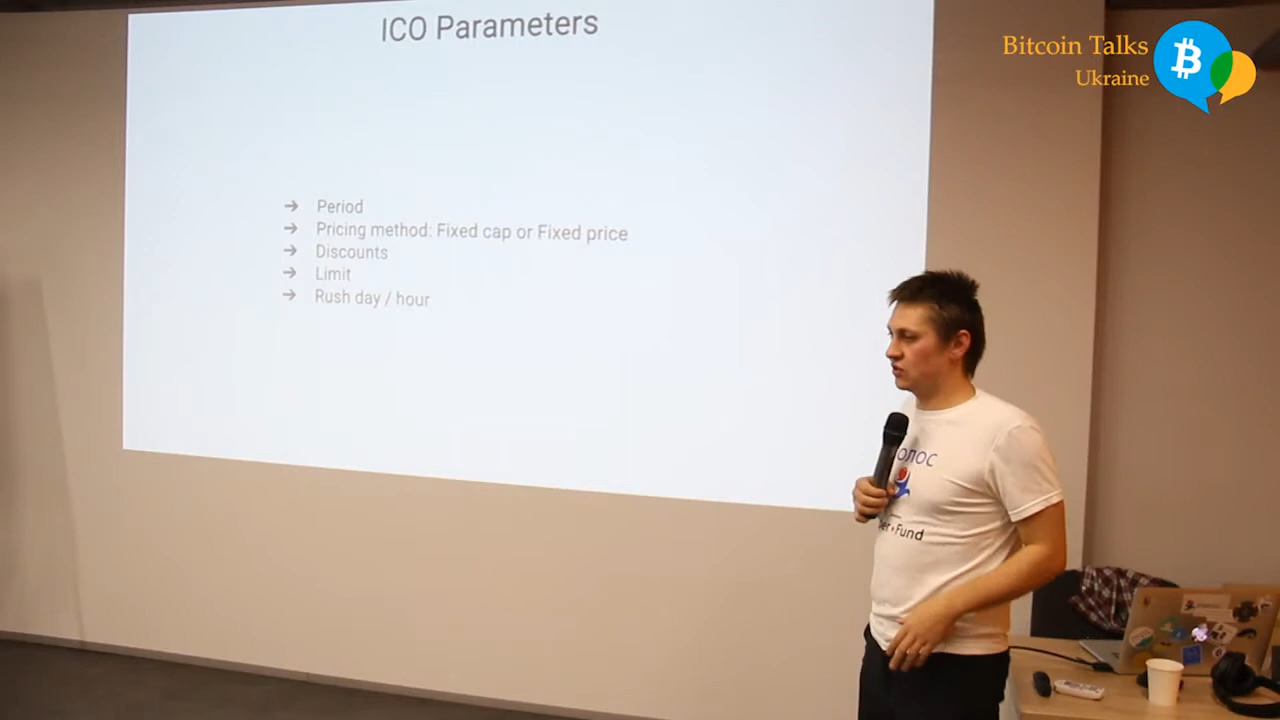 ICO Parameters
Bitcoin Talks
Ukraine
→ Period
→ Pricing method: Fixed cap or Fixed price
→ Discounts
→ Limit
→ Rush day / hour
олос
er•Fund